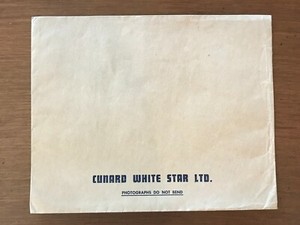 CUNARD WHITE STAR LTD.
PHOTOGRAPHS DO NOT BEND